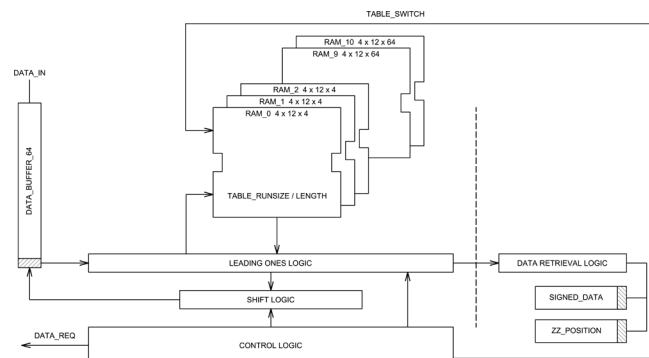 TABLE_SWITCH
RAM_10 4 x 12 x 64
RAM_9 4 x 12 x 64
DATA_IN
RAM_2 4 x 12 x 4
RAM_1 4 x 12 x 4
RAM_0 4 x 12 x 4
DATA_BUFFER_64
TABLE_RUNSIZE / LENGTH
LEADING ONES LOGIC
DATA RETRIEVAL LOGIC
SHIFT LOGIC
SIGNED_DATA
ZZ_POSITION
DATA_REQ
CONTROL LOGIC